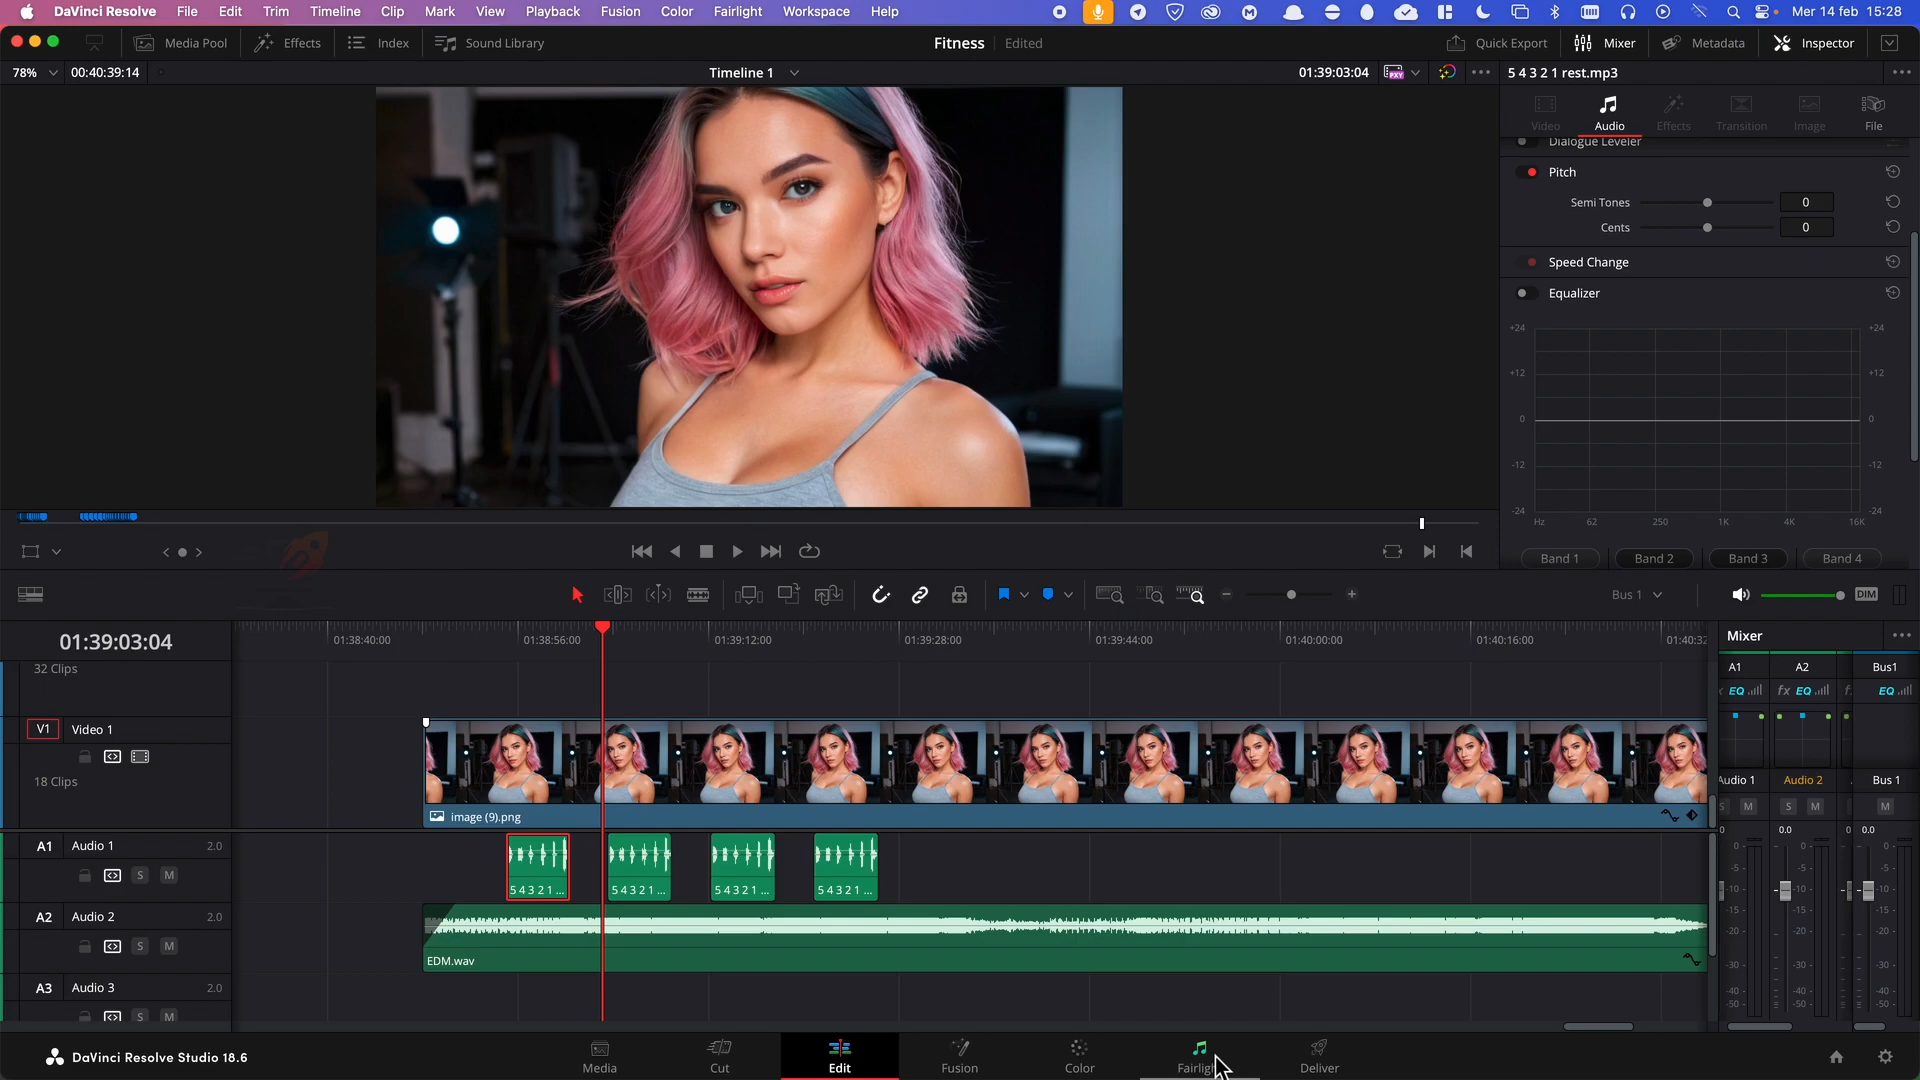 DaVinci Resolve File Edit Trim Timeline Clip Mark View Playback Fusion Color Fairlight Workspace Help Mer 14 feb 15:28
Media Pool Effects Index Sound Library Fitness Edited Quick Export Mixer Metadata Inspector
78% 00:40:39:14 Timeline 1 01:39:03:04 PXY 5 4 3 2 1 rest.mp3
Video Audio Effects Transition Image File
Dialogue Leveler
Pitch
Semi Tones 0
Cents 0
Speed Change
Equalizer
+24 +24
+12 +12
0 0
-12 -12
-24 -24
Hz 62 250 1K 4K 16K
Band 1 Band 2 Band 3 Band 4
Bus 1 DIM
01:39:03:04 01:38:40:00 01:38:56:00 01:39:12:00 01:39:28:00 01:39:44:00 01:40:00:00 01:40:16:00 01:40:32
Mixer
32 Clips
A1 A2 Bus1
EQ fx EQ EQ
V1 Video 1
18 Clips
image (9).png
Audio 2 Bus 1
S M S M M
0.0 0.0
A1 Audio 1 2.0
S M
5 4 3 2 1 ... 5 4 3 2 1 ... 5 4 3 2 1 ... 5 4 3 2 1 ...
A2 Audio 2 2.0
S M
EDM.wav
A3 Audio 3 2.0
S M
0 -5 -10 -15 -20 -30 -40 -50
DaVinci Resolve Studio 18.6
Media Cut Edit Fusion Color Fairlight Deliver